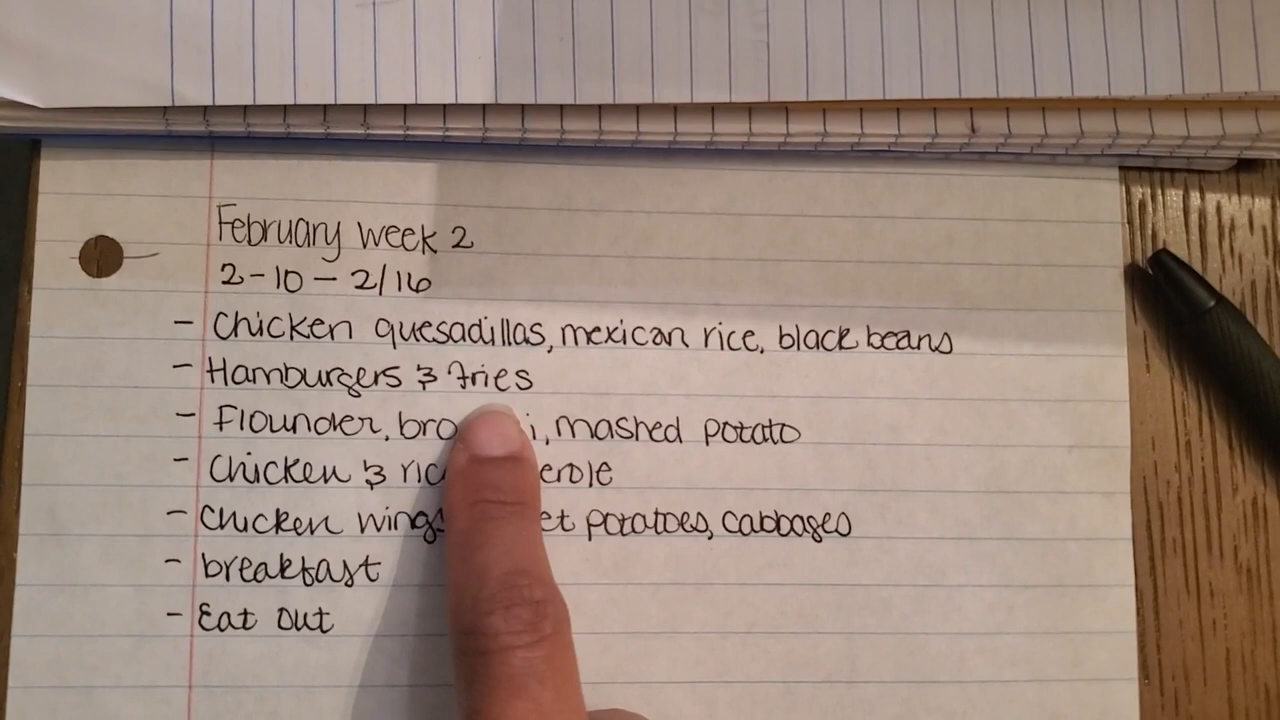 February week 2
2-10 - 2/16
- Chicken quesadillas, mexican rice, black beans
- Hamburgers & fries
- Flounder, mashed potato
- Chicken &
- Chicken wings potatoes, cabbages
- breakfast
- Eat out